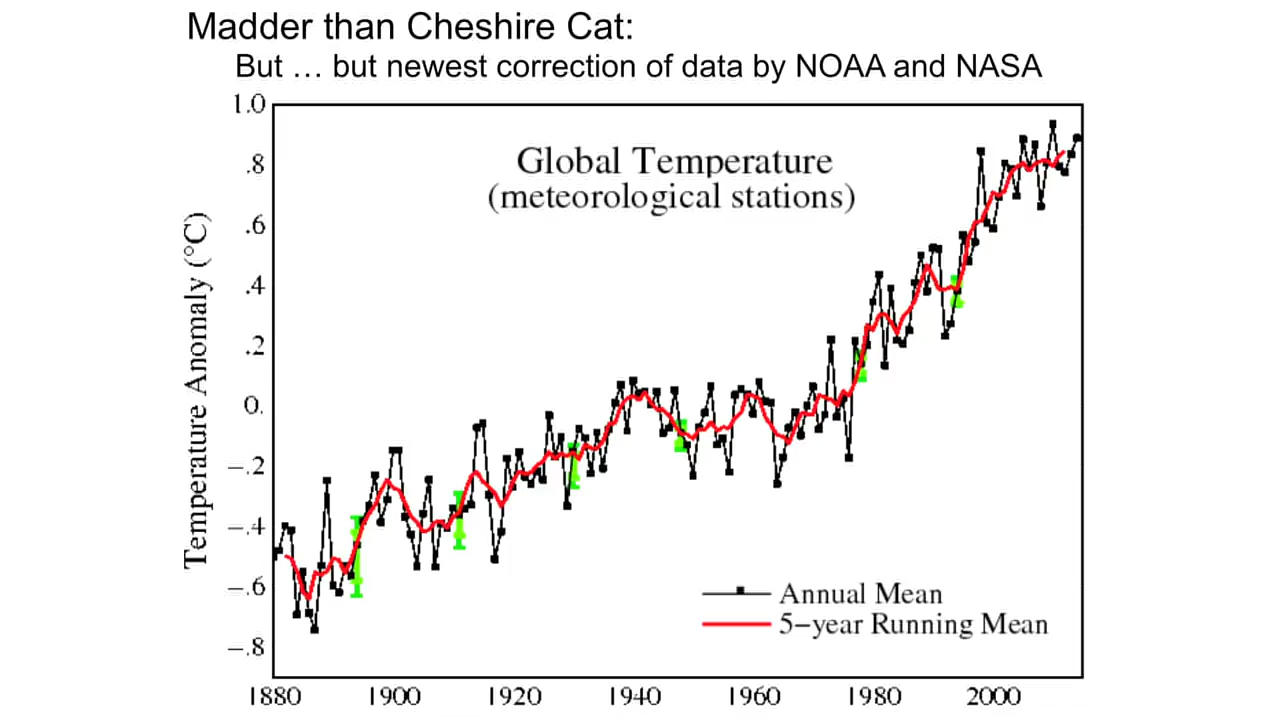 Madder than Cheshire Cat:
But … but newest correction of data by NOAA and NASA
Global Temperature
(meteorological stations)
Temperature Anomaly (°C)
1.0
.8
.6
.4
.2
0.
−.2
−.4
−.6
−.8
Annual Mean
5−year Running Mean
1880 1900 1920 1940 1960 1980 2000